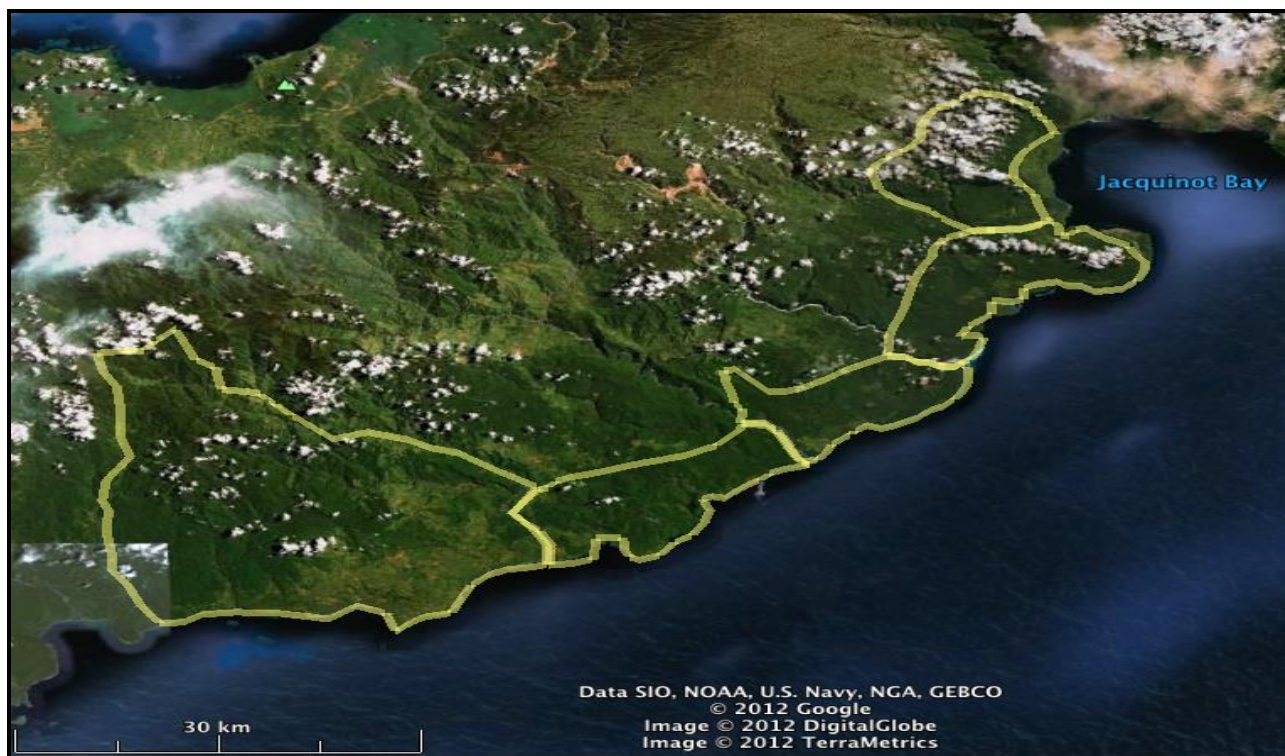 Jacquinot Bay
Data SIO, NOAA, U.S. Navy, NGA, GEBCO
© 2012 Google
Image © 2012 DigitalGlobe
Image © 2012 TerraMetrics
30 km